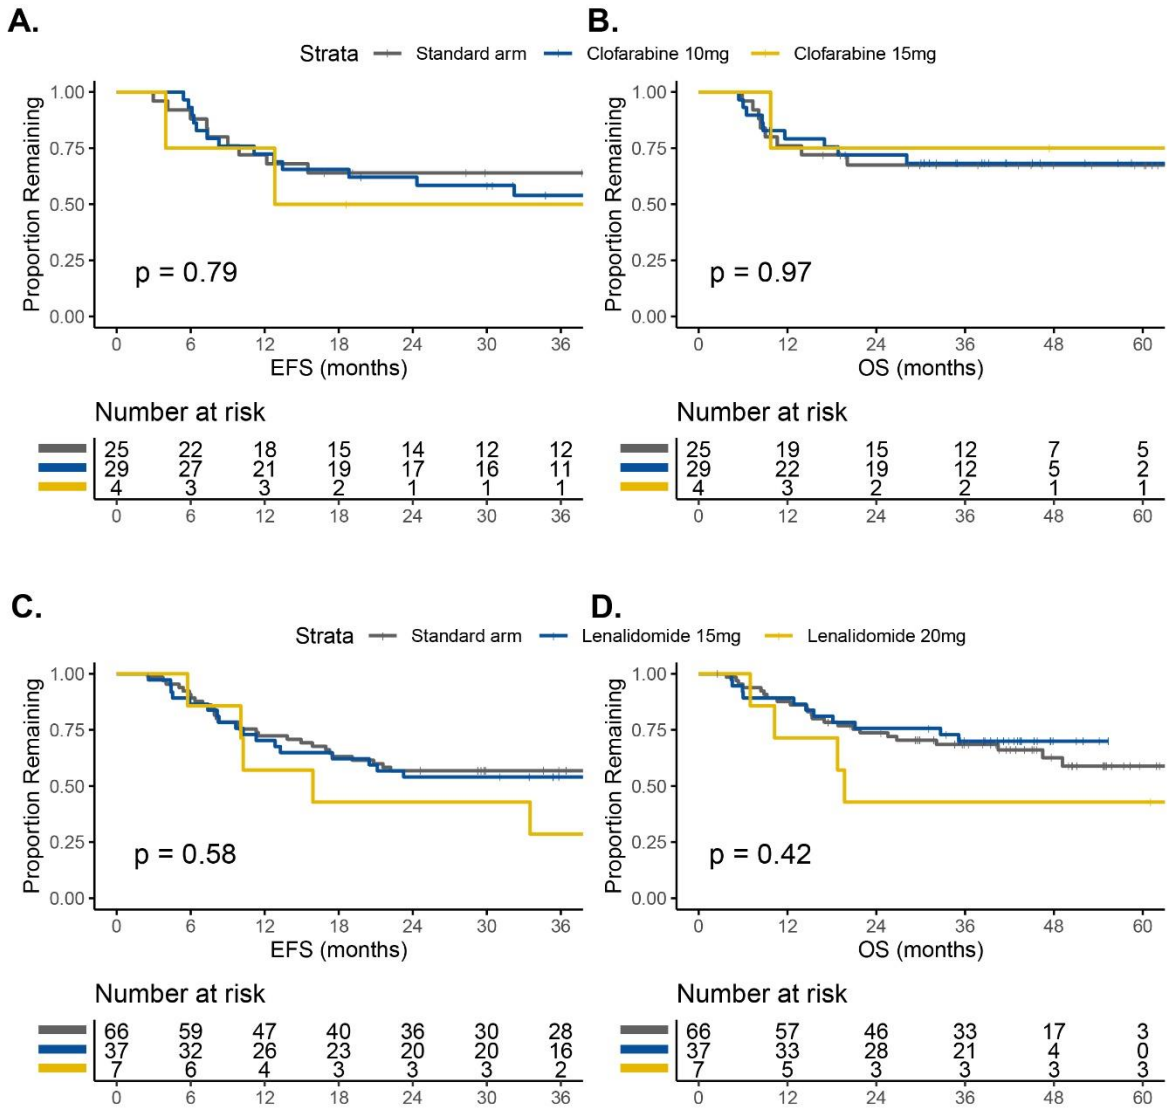 A.
B.
Strata Standard arm Clofarabine 10mg Clofarabine 15mg
Proportion Remaining
1.00
0.75
0.50
0.25
0.00
p = 0.79
0 6 12 18 24 30 36
EFS (months)
Proportion Remaining
1.00
0.75
0.50
0.25
0.00
p = 0.97
0 12 24 36 48 60
OS (months)
Number at risk
25 22 18 15 14 12 12
29 27 21 19 17 16 11
4 3 3 2 1 1 1
0 6 12 18 24 30 36
Number at risk
25 19 15 12 7 5
29 22 19 12 5 2
4 3 2 2 1 1
0 12 24 36 48 60
C.
D.
Strata Standard arm Lenalidomide 15mg Lenalidomide 20mg
Proportion Remaining
1.00
0.75
0.50
0.25
0.00
p = 0.58
0 6 12 18 24 30 36
EFS (months)
Proportion Remaining
1.00
0.75
0.50
0.25
0.00
p = 0.42
0 12 24 36 48 60
OS (months)
Number at risk
66 59 47 40 36 30 28
37 32 26 23 20 20 16
7 6 4 3 3 3 2
0 6 12 18 24 30 36
Number at risk
66 57 46 33 17 3
37 33 28 21 4 0
7 5 3 3 3 3
0 12 24 36 48 60